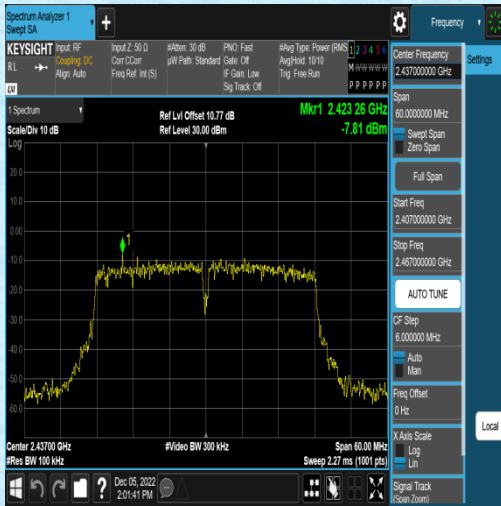 Spectrum Analyzer 1
Swept SA
+
Frequency
KEYSIGHT
RL
Input: RF
Coupling: DC
Align: Auto
Input Z: 50 Ω
Corr CCorr
Freq Ref: Int (S)
#Atten: 30 dB
µW Path: Standard
PNO: Fast
Gate: Off
IF Gain: Low
Sig Track: Off
#Avg Type: Power (RMS
Avg|Hold: 10/10
Trig: Free Run
1 2 3 4 5 6
M W W W W W
P P P P P P
Center Frequency
2.437000000 GHz
Settings
Span
60.0000000 MHz
Swept Span
Zero Span
Full Span
Start Freq
2.407000000 GHz
Stop Freq
2.467000000 GHz
AUTO TUNE
CF Step
6.000000 MHz
Auto
Man
Freq Offset
0 Hz
X Axis Scale
Log
Lin
Signal Track
(Span Zoom)
Local
1 Spectrum
Scale/Div 10 dB
Ref Lvl Offset 10.77 dB
Ref Level 30.00 dBm
Mkr1 2.423 26 GHz
-7.81 dBm
Log
20.0
10.0
0.00
-10.0
-20.0
-30.0
-40.0
-50.0
-60.0
1
Center 2.43700 GHz
#Res BW 100 kHz
#Video BW 300 kHz
Span 60.00 MHz
Sweep 2.27 ms (1001 pts)
?
Dec 05, 2022
2:01:41 PM